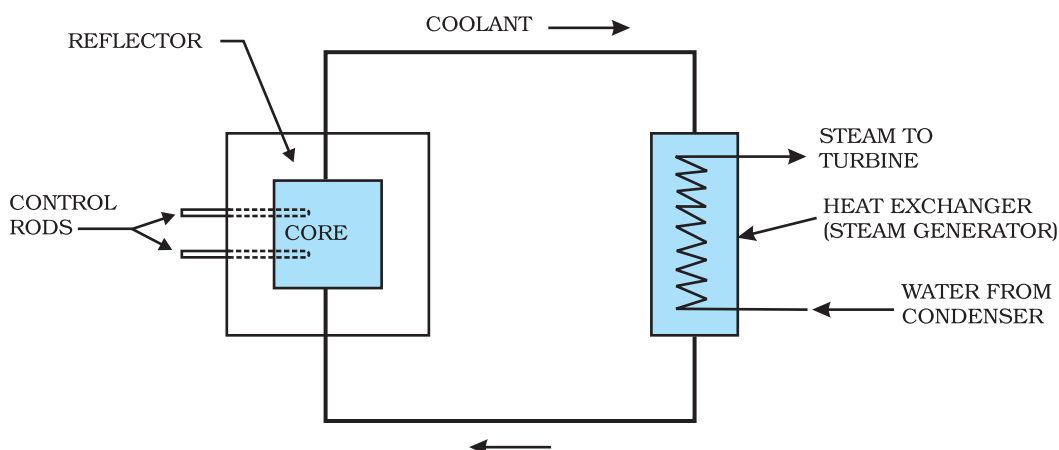 COOLANT
REFLECTOR
STEAM TO
TURBINE
CONTROL
RODS
CORE
HEAT EXCHANGER
(STEAM GENERATOR)
WATER FROM
CONDENSER